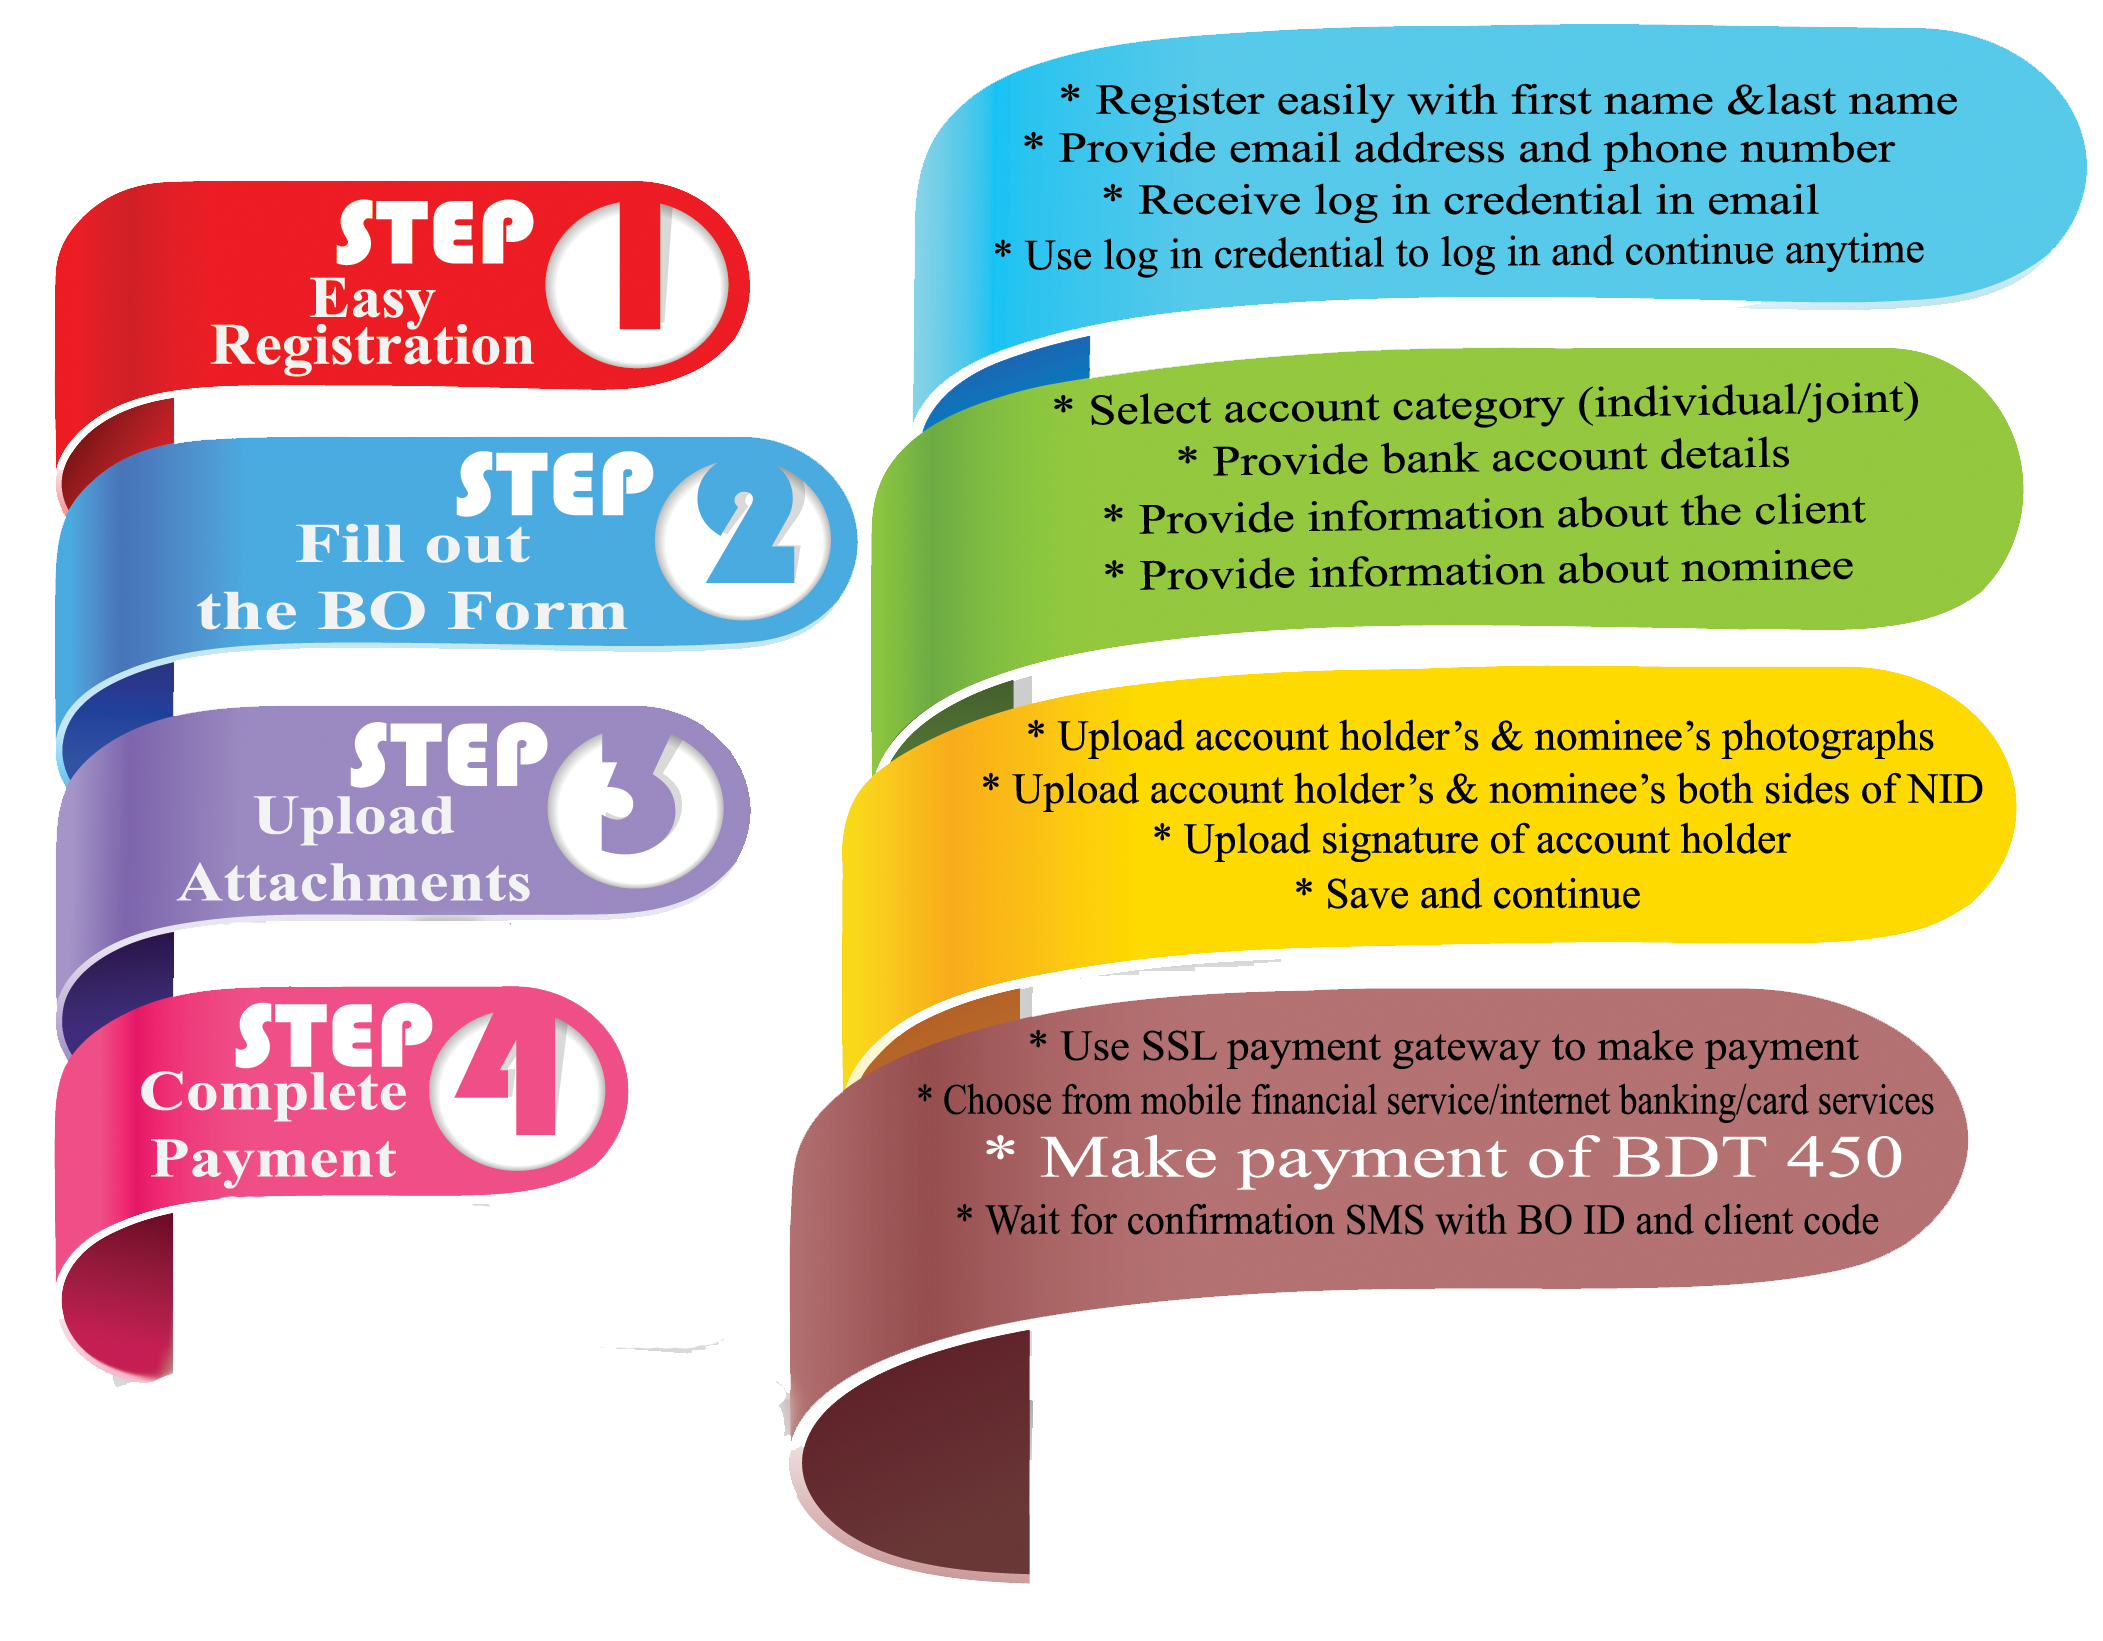 STEP 1
Easy
Registration
* Register easily with first name &last name
* Provide email address and phone number
* Receive log in credential in email
* Use log in credential to log in and continue anytime
STEP 2
Fill out
the BO Form
* Select account category (individual/joint)
* Provide bank account details
* Provide information about the client
* Provide information about nominee
STEP 3
Upload
Attachments
* Upload account holder’s & nominee’s photographs
* Upload account holder’s & nominee’s both sides of NID
* Upload signature of account holder
* Save and continue
STEP 4
Complete
Payment
* Use SSL payment gateway to make payment
* Choose from mobile financial service/internet banking/card services
* Make payment of BDT 450
* Wait for confirmation SMS with BO ID and client code